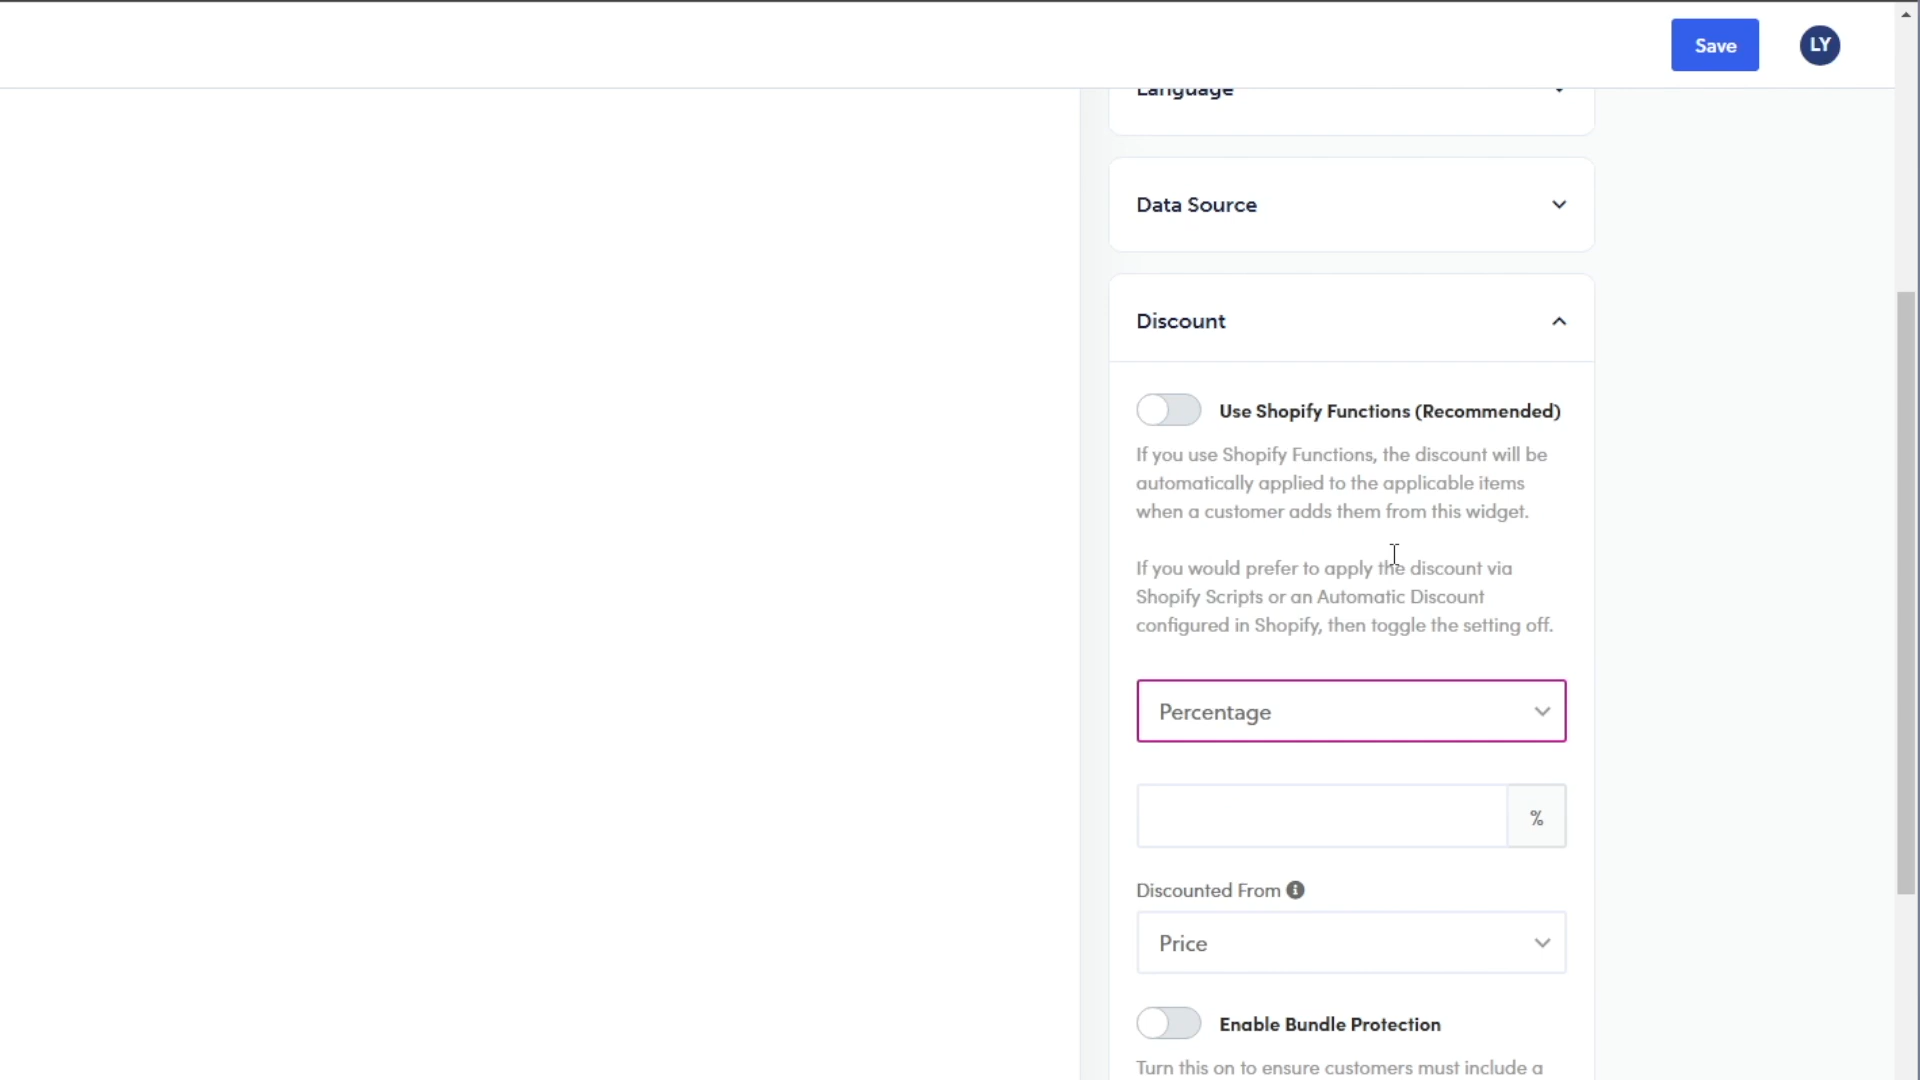 Save
LY
Language
Data Source
Discount
Use Shopify Functions (Recommended)
If you use Shopify Functions, the discount will be
automatically applied to the applicable items
when a customer adds them from this widget.
If you would prefer to apply the discount via
Shopify Scripts or an Automatic Discount
configured in Shopify, then toggle the setting off.
Percentage
%
Discounted From
Price
Enable Bundle Protection
Turn this on to ensure customers must include a